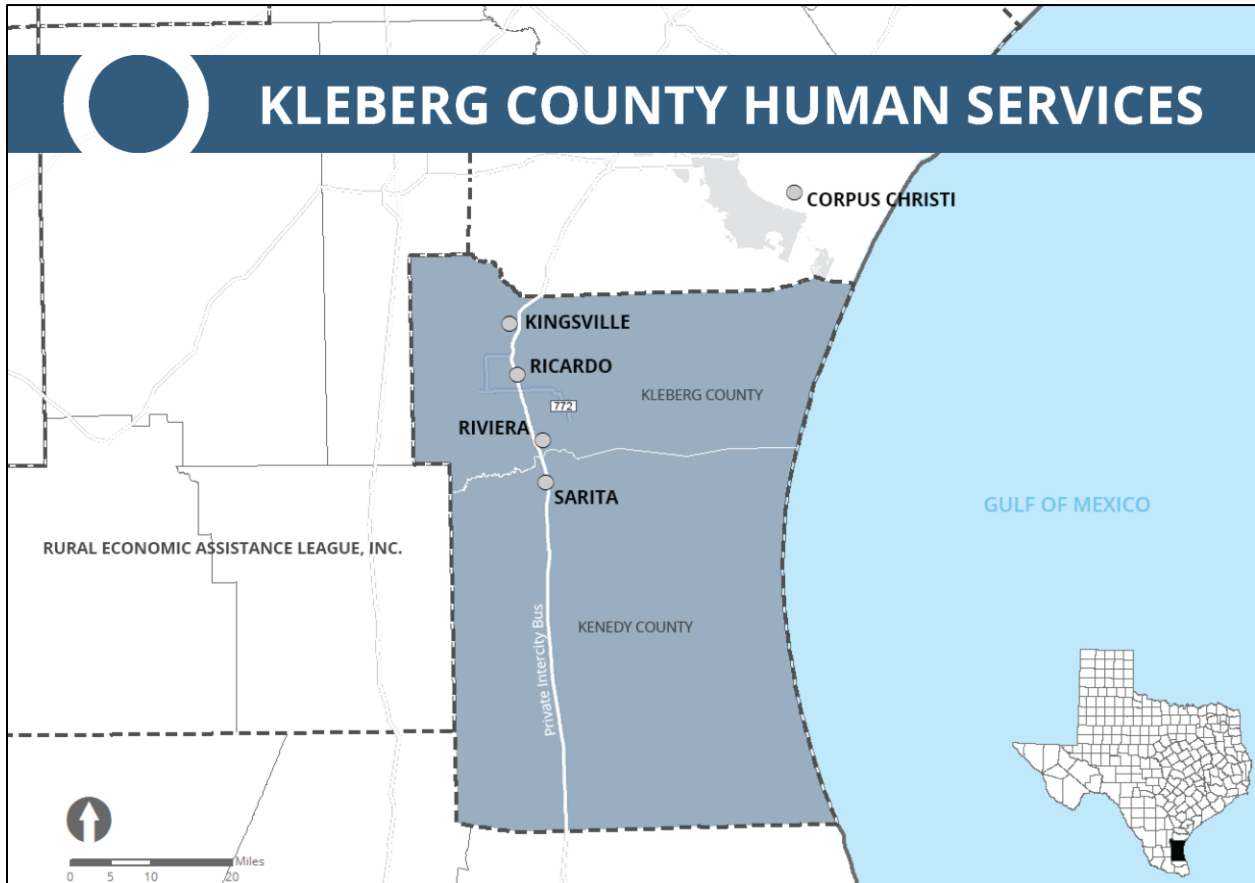 KLEBERG COUNTY HUMAN SERVICES
CORPUS CHRISTI
KINGSVILLE
RICARDO
KLEBERG COUNTY
772
RIVIERA
SARITA
GULF OF MEXICO
RURAL ECONOMIC ASSISTANCE LEAGUE, INC.
KENEDY COUNTY
Private Intercity Bus
Miles
0 5 10 20